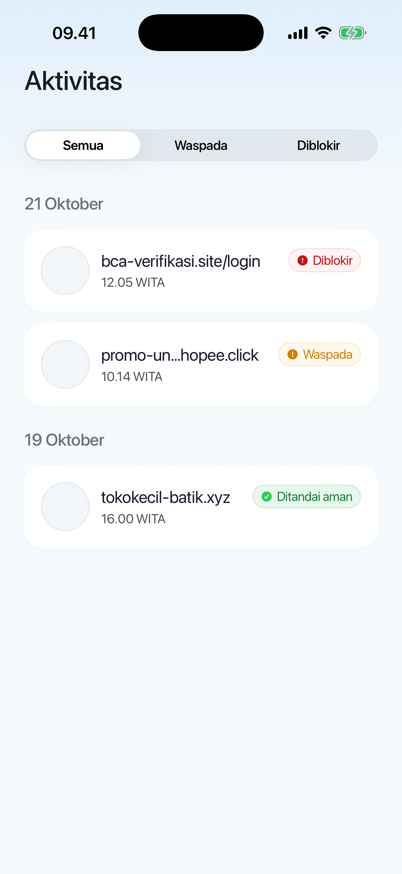 09.41
Aktivitas
Semua
Waspada
Diblokir
21 Oktober
bca-verifikasi.site/login
Diblokir
12.05 WITA
promo-un...hopee.click
Waspada
10.14 WITA
19 Oktober
tokokecil-batik.xyz
Ditandai aman
16.00 WITA